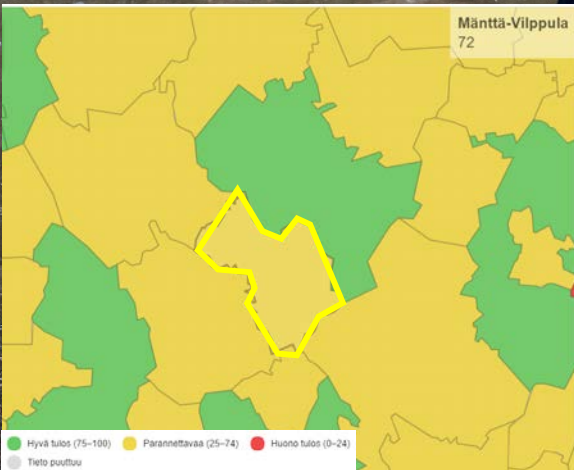 Mänttä-Vilppula
72
Hyvä tulos (75–100) Parannettavaa (25–74) Huono tulos (0–24)
Tieto puuttuu